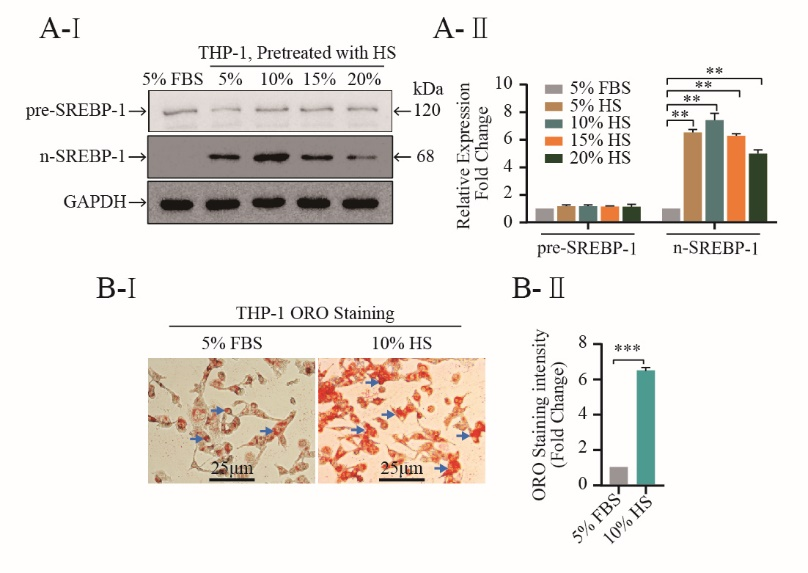 A-I
THP-1, Pretreated with HS
5% FBS 5% 10% 15% 20% kDa
pre-SREBP-1→ ←120
n-SREBP-1→ ← 68
GAPDH→
A- II
Relative Expression
Fold Change
10
8
6
4
2
0
5% FBS
5% HS
10% HS
15% HS
20% HS
**
**
**
**
pre-SREBP-1 n-SREBP-1
B-I
THP-1 ORO Staining
5% FBS 10% HS
25μm 25μm
B- II
ORO Staining intensity
(Fold Change)
8
6
4
2
0
***
5% FBS
10% HS